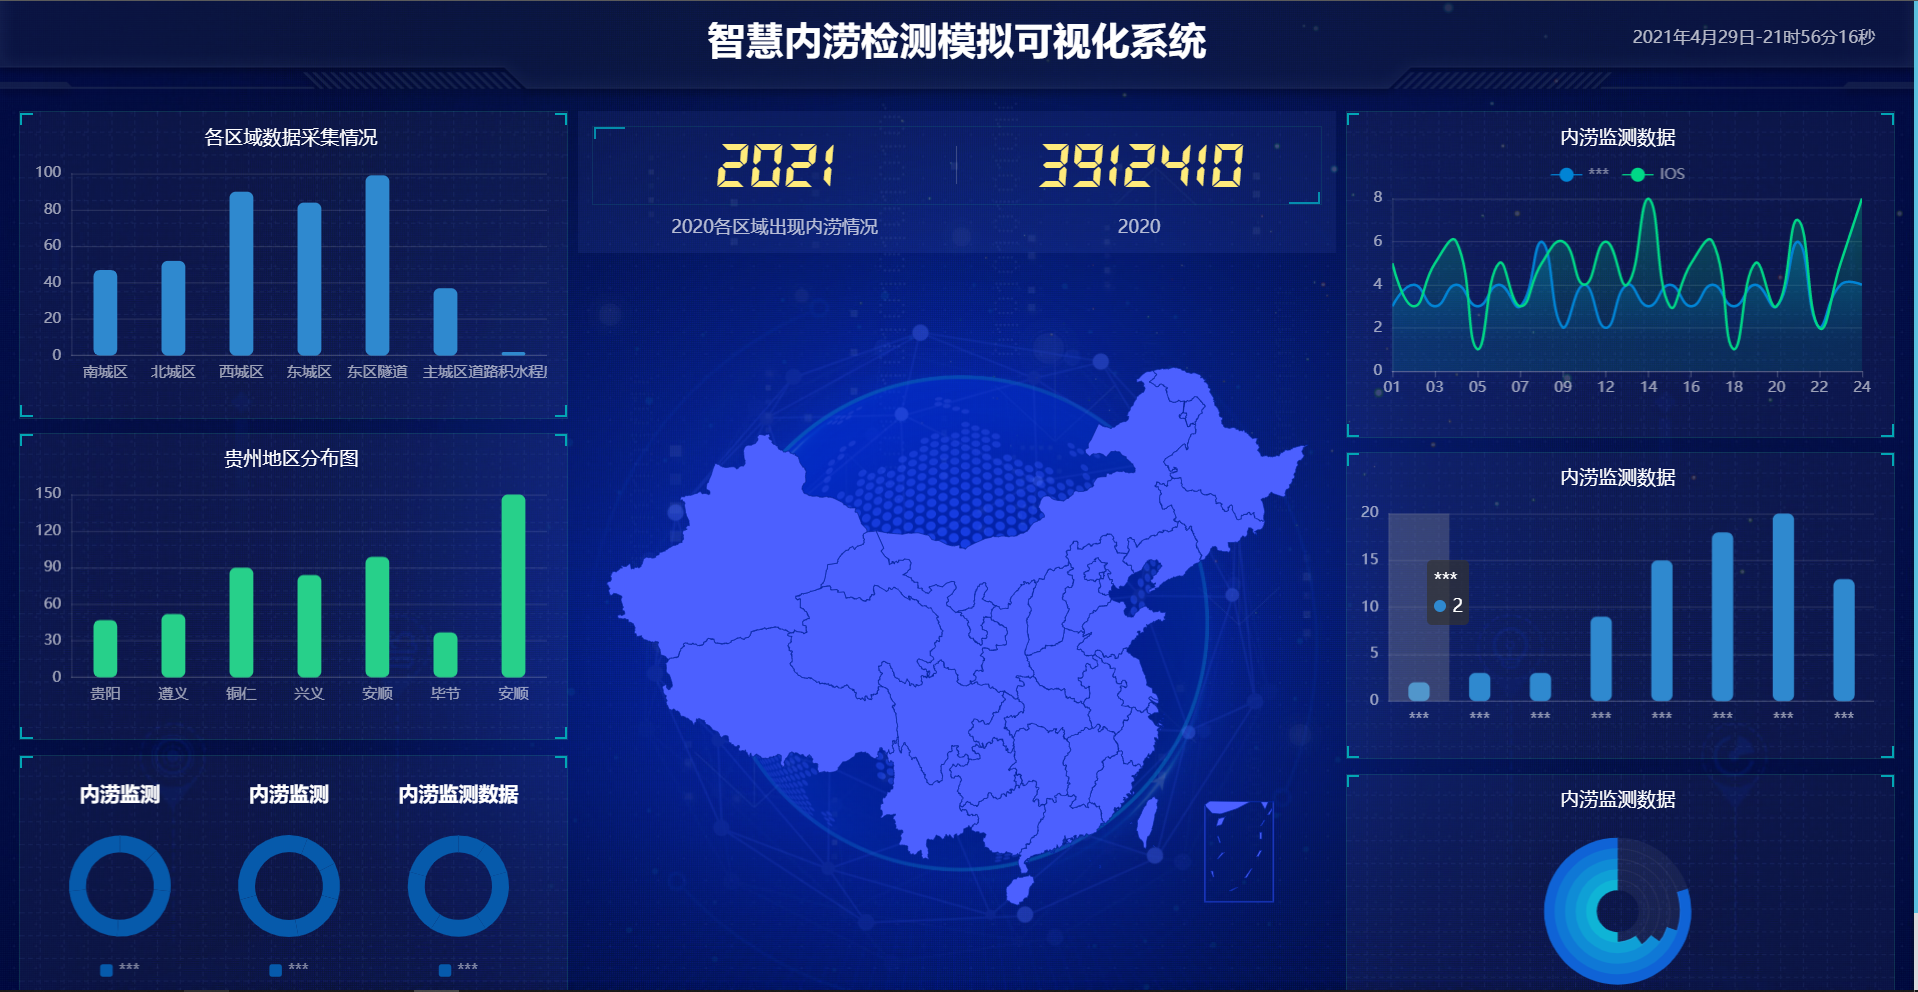 智慧内涝检测模拟可视化系统
2021年4月29日-21时56分16秒
各区域数据采集情况
100
80
60
40
20
0
南城区 北城区 西城区 东城区 东区隧道 主城区道路积水程
贵州地区分布图
150
120
90
60
30
0
贵阳 遵义 铜仁 兴义 安顺 毕节 安顺
内涝监测 内涝监测 内涝监测数据
*** *** ***
2021 3912410
2020各区域出现内涝情况 2020
内涝监测数据
*** IOS
8
6
4
2
0
01 03 05 07 09 12 14 16 18 20 22 24
内涝监测数据
20
15
10
5
0
***
2
*** *** *** *** *** *** *** ***
内涝监测数据